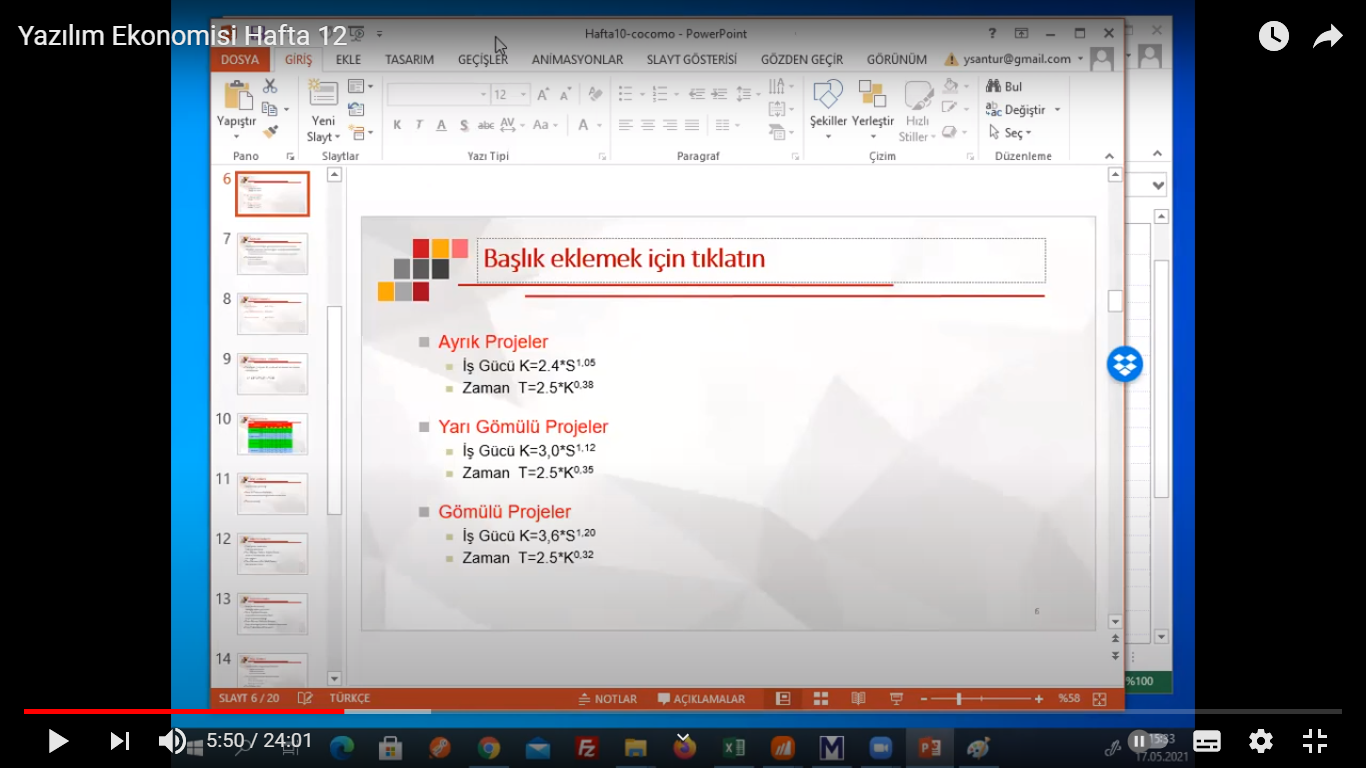 Yazılım Ekonomisi Hafta 12
Hafta10-cocomo - PowerPoint
DOSYA GİRİŞ EKLE TASARIM GEÇİŞLER ANİMASYONLAR SLAYT GÖSTERİSİ GÖZDEN GEÇİR GÖRÜNÜM ysantur@gmail.com
Yapıştır
Yeni
Slayt
12
Şekiller Yerleştir Hızlı
Stiller
Bul
Değiştir
Seç
Pano Slaytlar Yazı Tipi Paragraf Çizim Düzenleme
6
7
8
9
10
11
12
13
14
Başlık eklemek için tıklatın
Ayrık Projeler
İş Gücü K=2.4*S^1,05
Zaman T=2.5*K^0,38
Yarı Gömülü Projeler
İş Gücü K=3,0*S^1,12
Zaman T=2.5*K^0,35
Gömülü Projeler
İş Gücü K=3,6*S^1,20
Zaman T=2.5*K^0,32
6
%100
SLAYT 6 / 20 TÜRKÇE NOTLAR AÇIKLAMALAR %58
5:50 / 24:01
17.05.2021